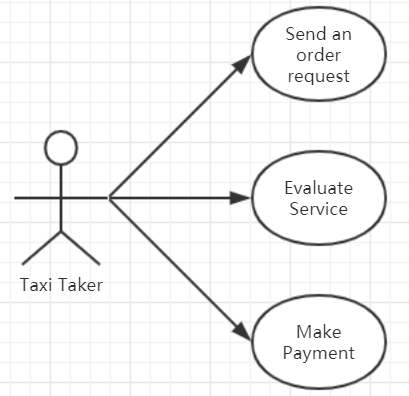 Send an
order
request
Evaluate
Service
Taxi Taker
Make
Payment